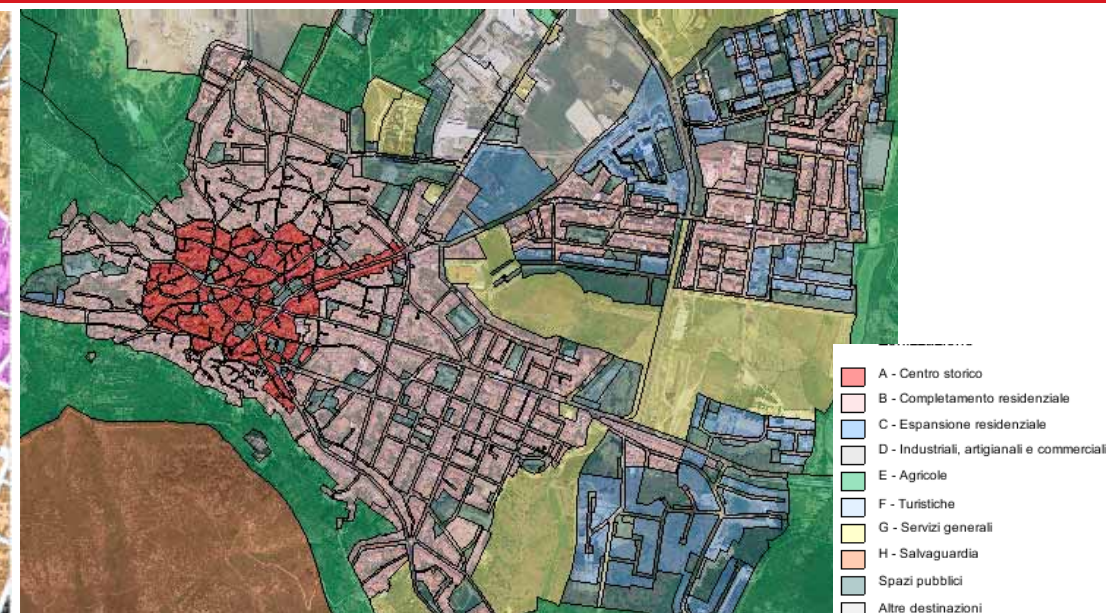 A - Centro storico
B - Completamento residenziale
C - Espansione residenziale
D - Industriali, artigianali e commerciali
E - Agricole
F - Turistiche
G - Servizi generali
H - Salvaguardia
Spazi pubblici
Altre destinazioni